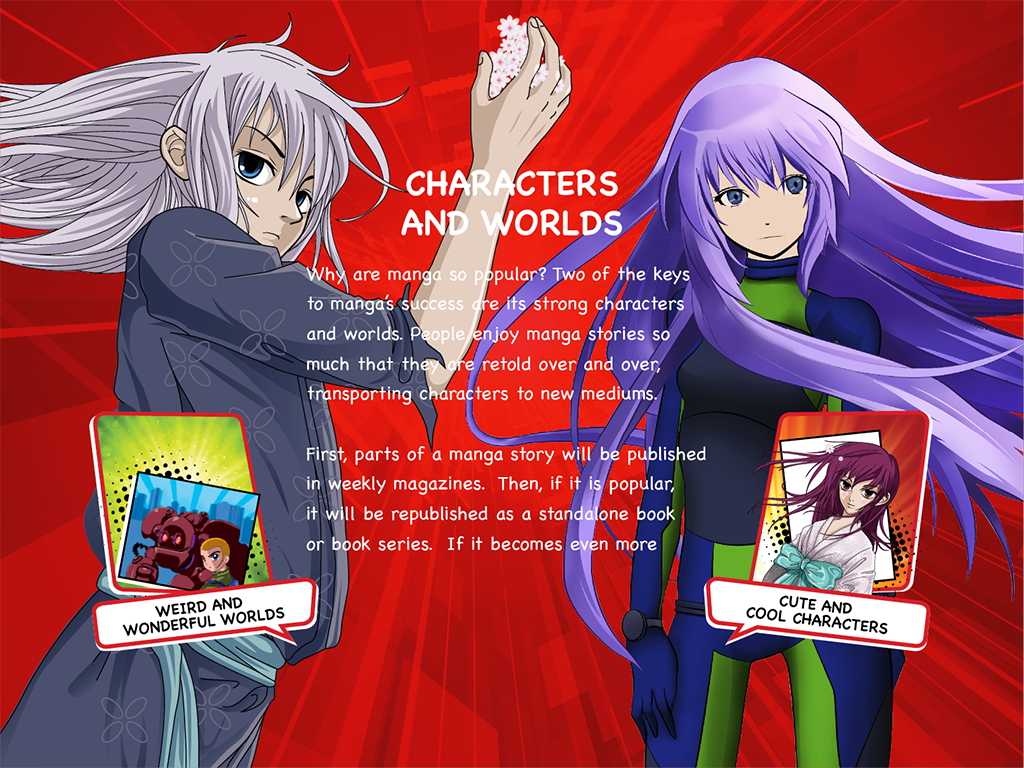 CHARACTERS
AND WORLDS
Why are manga so popular? Two of the keys
to manga's success are its strong characters
and worlds. People enjoy manga stories so
much that they are retold over and over,
transporting characters to new mediums.
First, parts of a manga story will be published
in weekly magazines.  Then, if it is popular,
it will be republished as a standalone book
or book series.  If it becomes even more
WEIRD AND
WONDERFUL WORLDS
CUTE AND
COOL CHARACTERS